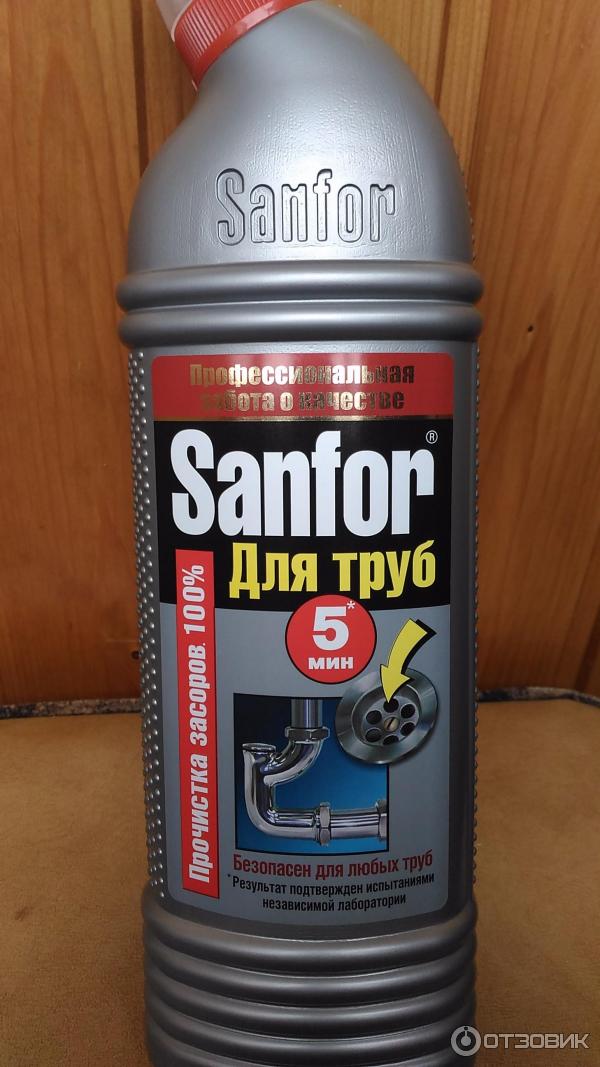 Sanfor
Профессиональная
забота о качестве
Sanfor®
Для труб
5*
мин
Прочистка засоров. 100%
Безопасен для любых труб
*Результат подтвержден испытаниями
независимой лаборатории
ОТЗОВИК